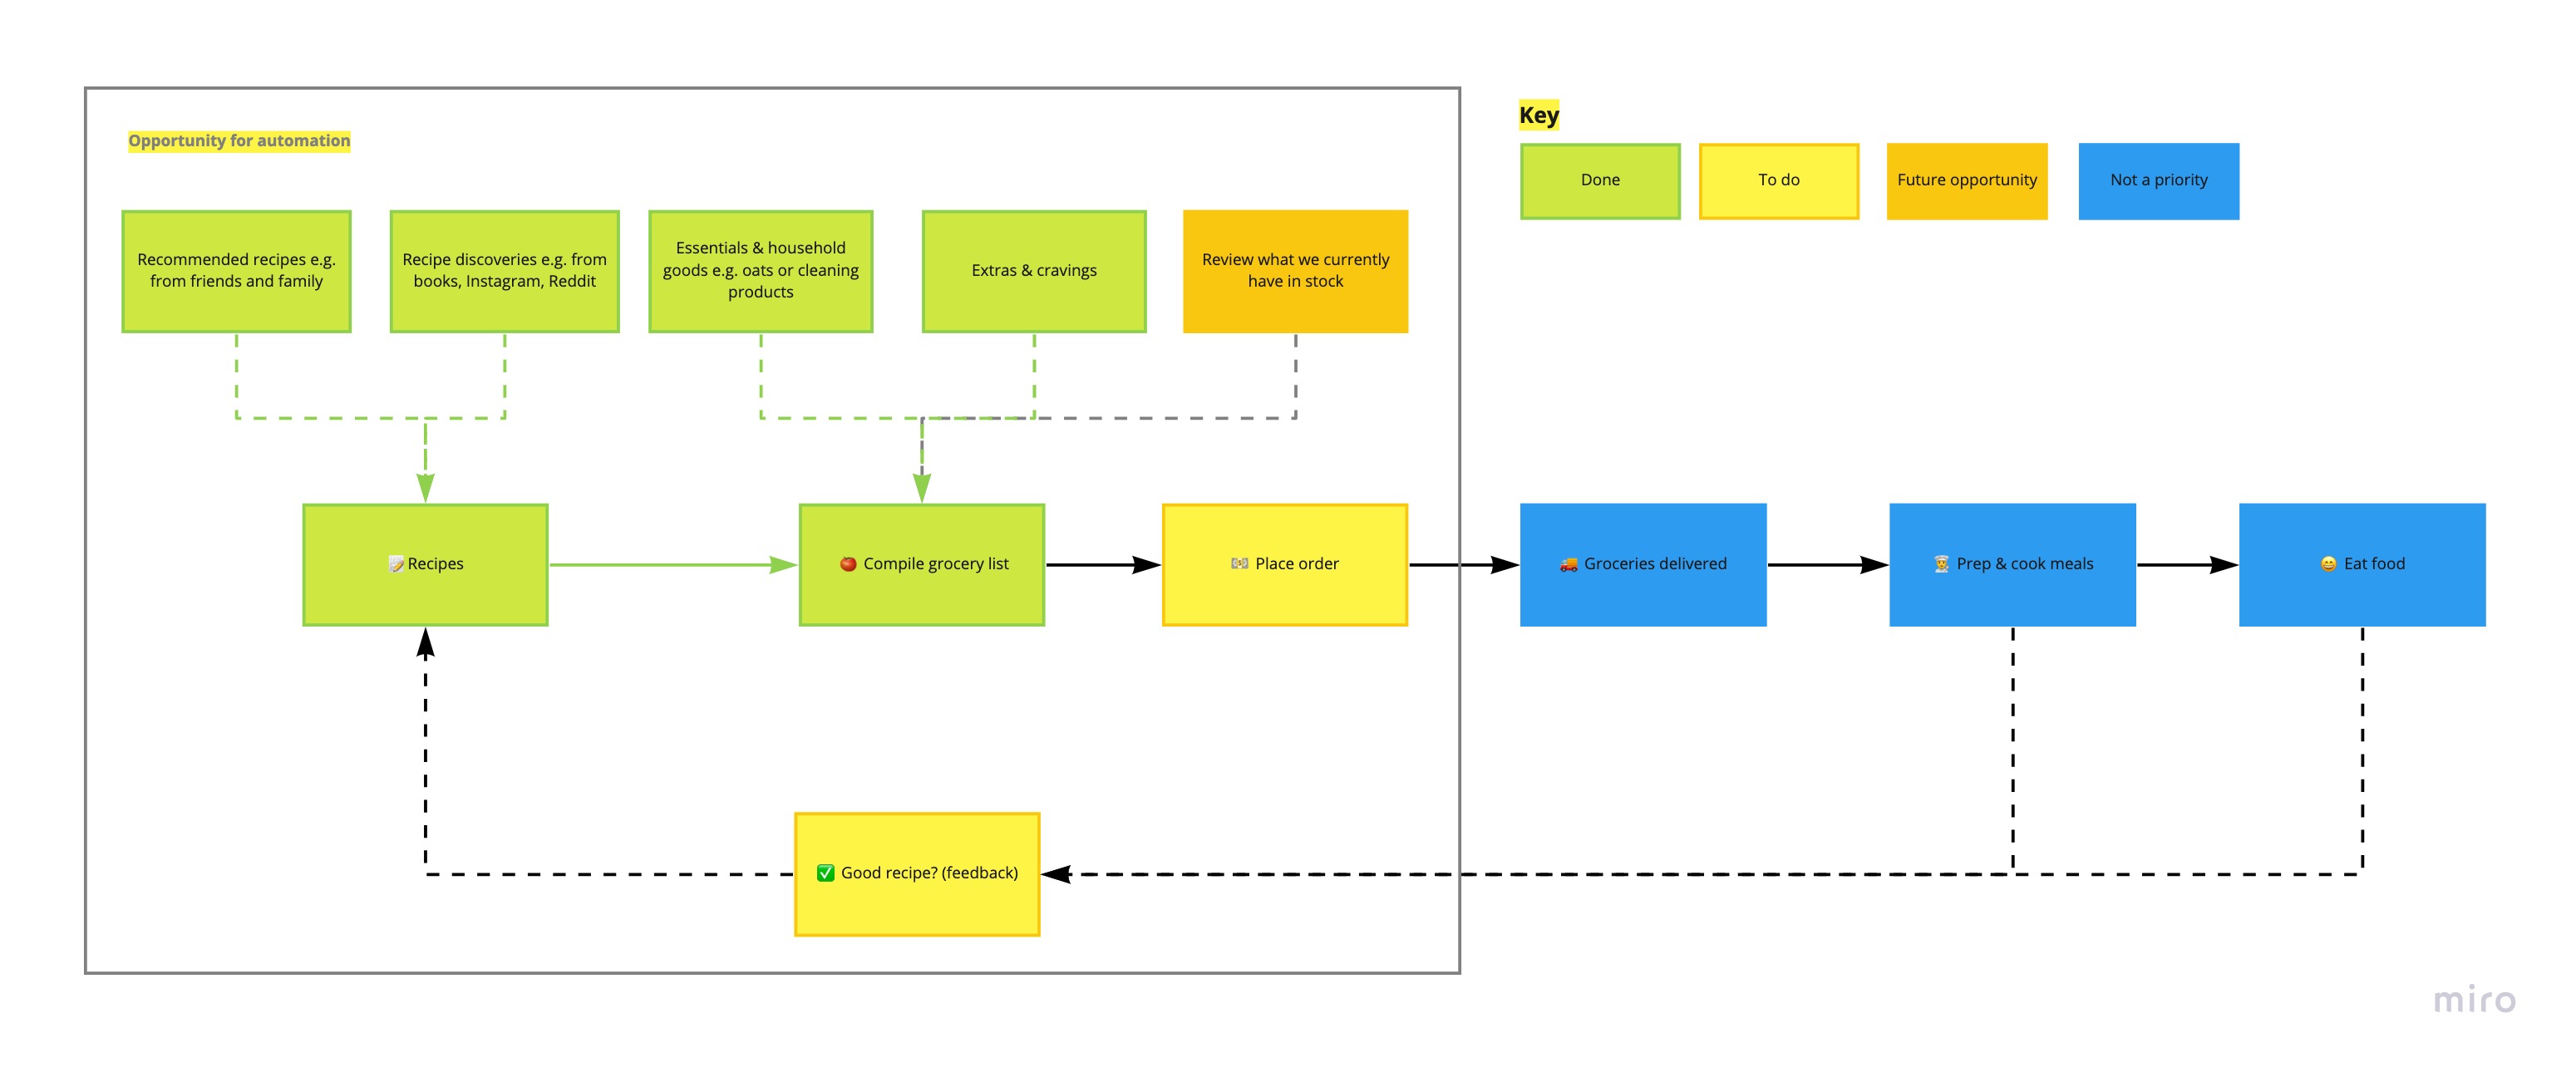 Opportunity for automation
Key
Done
To do
Future opportunity
Not a priority
Recommended recipes e.g.
from friends and family
Recipe discoveries e.g. from
books, Instagram, Reddit
Essentials & household
goods e.g. oats or cleaning
products
Extras & cravings
Review what we currently
have in stock
📝 Recipes
🍅 Compile grocery list
💵 Place order
🚚 Groceries delivered
👨‍🍳 Prep & cook meals
😄 Eat food
✅ Good recipe? (feedback)
miro